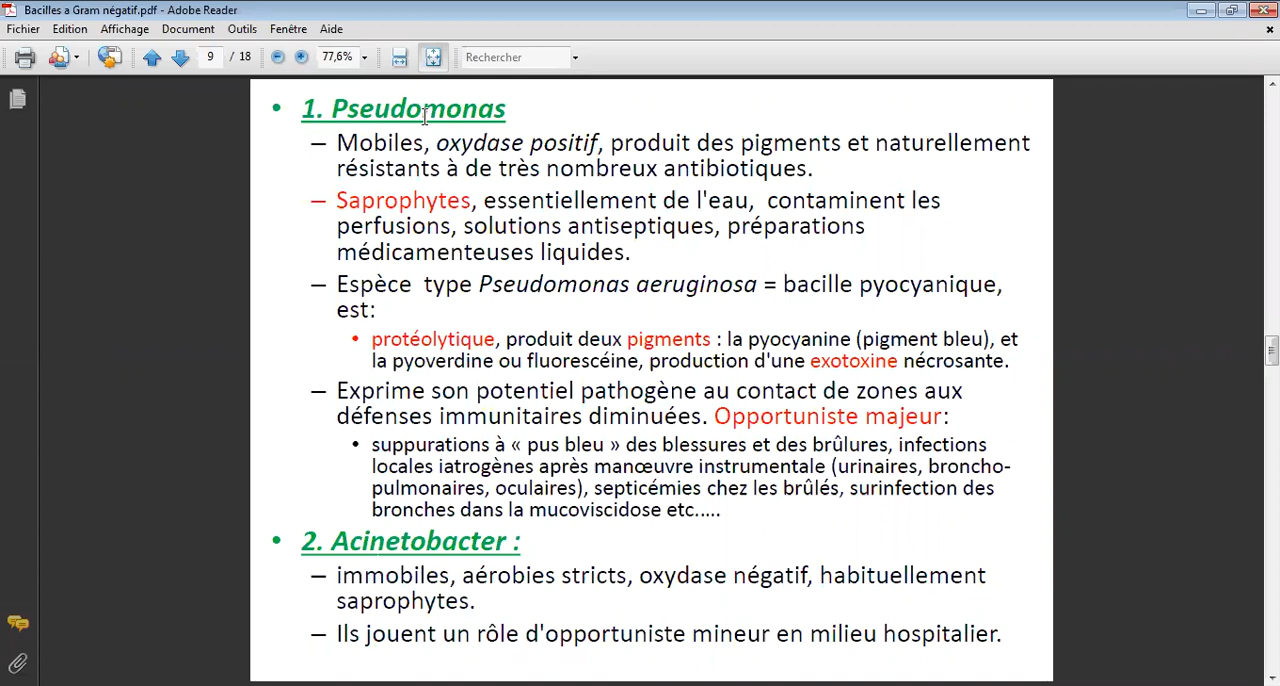 Bacilles a Gram négatif.pdf - Adobe Reader
Fichier Edition Affichage Document Outils Fenêtre Aide
9 / 18 77,6% Rechercher
• 1. Pseudomonas
– Mobiles, oxydase positif, produit des pigments et naturellement
résistants à de très nombreux antibiotiques.
– Saprophytes, essentiellement de l'eau, contaminent les
perfusions, solutions antiseptiques, préparations
médicamenteuses liquides.
– Espèce type Pseudomonas aeruginosa = bacille pyocyanique,
est:
• protéolytique, produit deux pigments : la pyocyanine (pigment bleu), et
la pyoverdine ou fluorescéine, production d'une exotoxine nécrosante.
– Exprime son potentiel pathogène au contact de zones aux
défenses immunitaires diminuées. Opportuniste majeur:
• suppurations à « pus bleu » des blessures et des brûlures, infections
locales iatrogènes après manœuvre instrumentale (urinaires, broncho-
pulmonaires, oculaires), septicémies chez les brûlés, surinfection des
bronches dans la mucoviscidose etc.....
• 2. Acinetobacter :
– immobiles, aérobies stricts, oxydase négatif, habituellement
saprophytes.
– Ils jouent un rôle d'opportuniste mineur en milieu hospitalier.